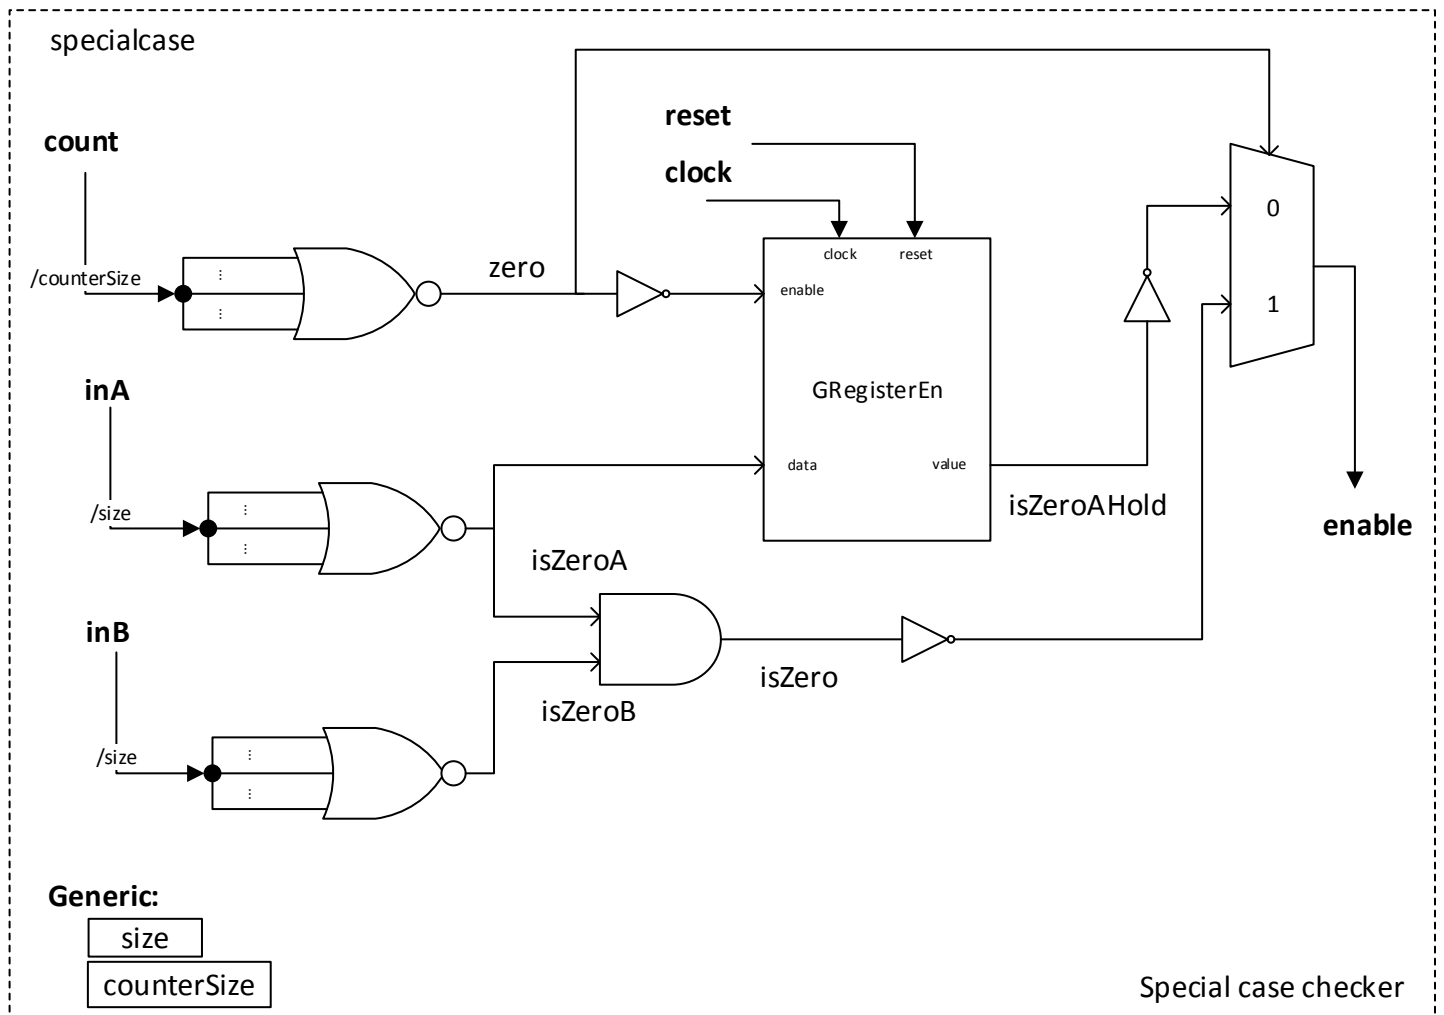 specialcase
count
reset
clock
/counterSize
zero
clock
reset
enable
0
1
inA
GRegisterEn
/size
data
value
isZeroAHold
enable
isZeroA
inB
isZero
isZeroB
/size
Generic:
size
counterSize
Special case checker